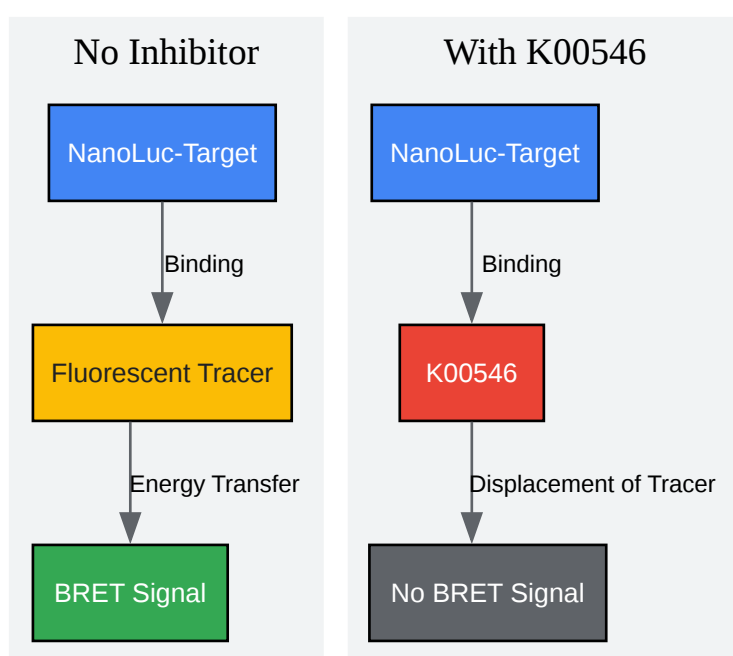 No Inhibitor
NanoLuc-Target
Binding
Fluorescent Tracer
Energy Transfer
BRET Signal
With K00546
NanoLuc-Target
Binding
K00546
Displacement of Tracer
No BRET Signal